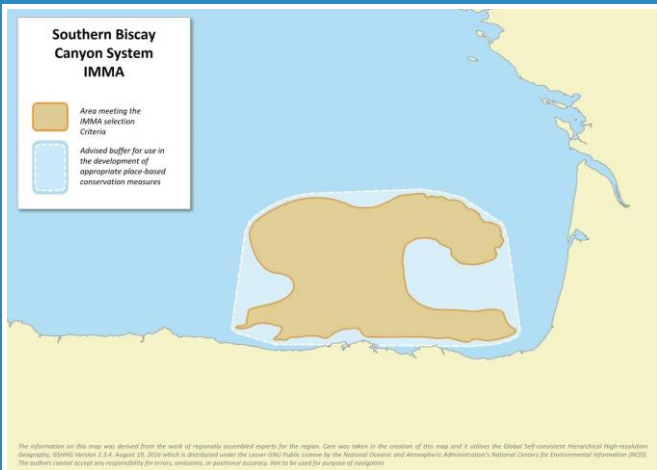 Southern Biscay
Canyon System
IMMA
Area meeting the
IMMA selection
Criteria
Advised buffer for use in
the development of
appropriate place-based
conservation measures
The information on this map was derived from the work of regionally assembled experts for the region. Care was taken in the creation of this map and it utilises the Global Self-consistent Hierarchical High-resolution
Geography, GSHHG Version 2.3.4. August 19, 2016 which is distributed under the Lesser GNU Public License by the National Oceanic and Atmospheric Administration's National Centers for Environmental Information (NCEI).
The authors cannot accept any responsibility for errors, omissions, or positional accuracy. Not to be used for purpose of navigation